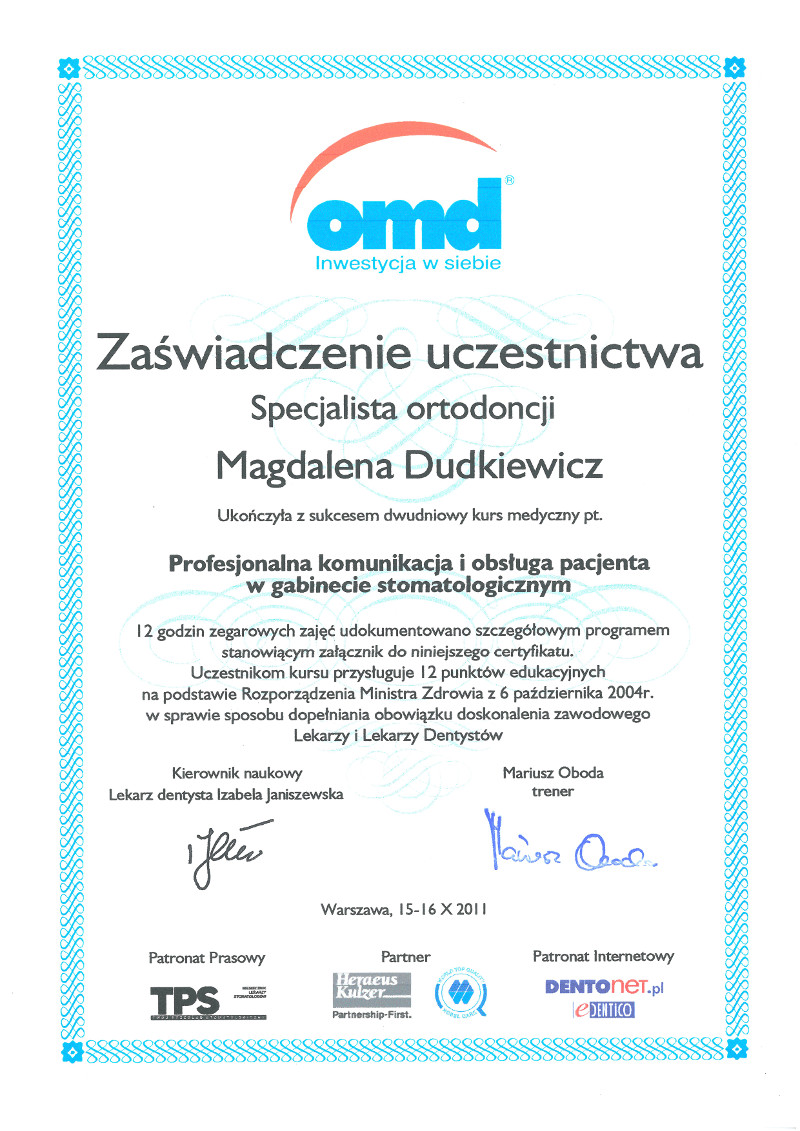 omd®
Inwestycja w siebie
Zaświadczenie uczestnictwa
Specjalista ortodoncji
Magdalena Dudkiewicz
Ukończyła z sukcesem dwudniowy kurs medyczny pt.
Profesjonalna komunikacja i obsługa pacjenta
w gabinecie stomatologicznym
12 godzin zegarowych zajęć udokumentowano szczegółowym programem
stanowiącym załącznik do niniejszego certyfikatu.
Uczestnikom kursu przysługuje 12 punktów edukacyjnych
na podstawie Rozporządzenia Ministra Zdrowia z 6 października 2004r.
w sprawie sposobu dopełniania obowiązku doskonalenia zawodowego
Lekarzy i Lekarzy Dentystów
Kierownik naukowy
Lekarz dentysta Izabela Janiszewska
Mariusz Oboda
trener
Mariusz Oboda
Warszawa, 15-16 X 2011
Patronat Prasowy
TPS
Partner
Heraeus
Kulzer
Partnership-First.
Patronat Internetowy
DENTOneT.pl
eDENTICO